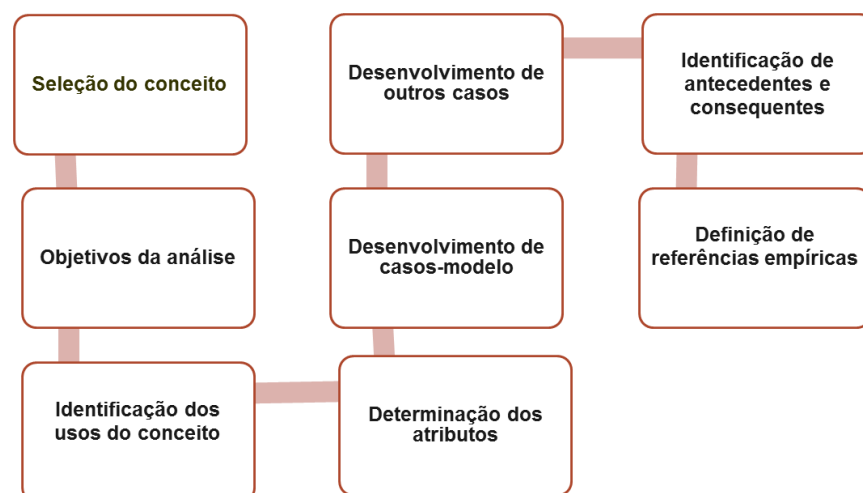 Seleção do conceito
Objetivos da análise
Identificação dos
usos do conceito
Determinação dos
atributos
Desenvolvimento de
casos-modelo
Desenvolvimento de
outros casos
Identificação de
antecedentes e
consequentes
Definição de
referências empíricas